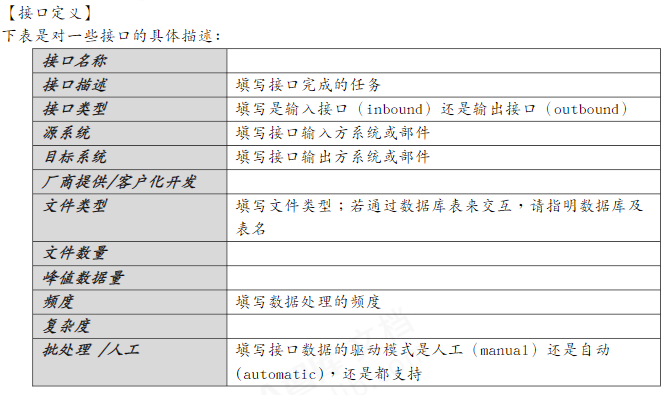 【接口定义】
下表是对一些接口的具体描述：
接口名称
接口描述 填写接口完成的任务
接口类型 填写是输入接口（inbound）还是输出接口（outbound）
源系统 填写接口输入方系统或部件
目标系统 填写接口输出方系统或部件
厂商提供/客户化开发
文件类型 填写文件类型；若通过数据库表来交互，请指明数据库及
表名
文件数量
峰值数据量
频度 填写数据处理的频度
复杂度
批处理 /人工 填写接口数据的驱动模式是人工（manual）还是自动
(automatic)，还是都支持